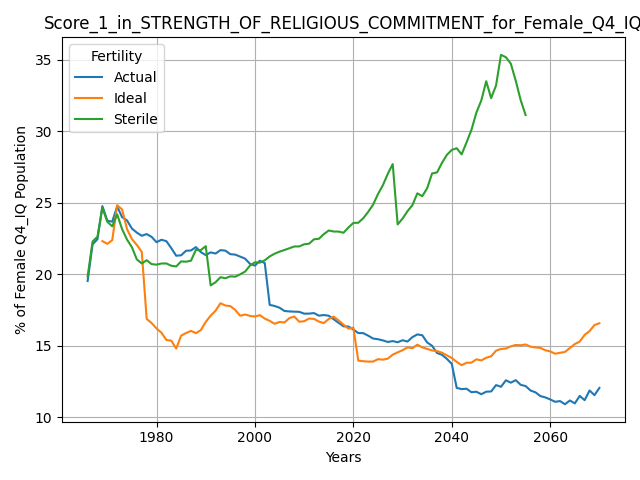 Score_1_in_STRENGTH_OF_RELIGIOUS_COMMITMENT_for_Female_Q4_IQ
Fertility
Actual
Ideal
Sterile
% of Female Q4_IQ Population
35
30
25
20
15
10
1980
2000
2020
2040
2060
Years